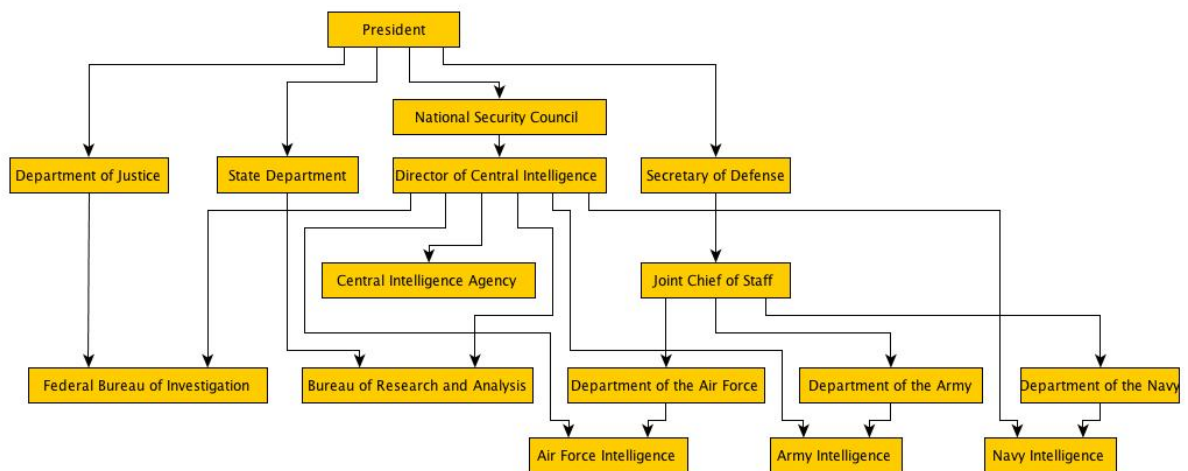 President
National Security Council
Department of Justice
State Department
Director of Central Intelligence
Secretary of Defense
Central Intelligence Agency
Joint Chief of Staff
Federal Bureau of Investigation
Bureau of Research and Analysis
Department of the Air Force
Department of the Army
Department of the Navy
Air Force Intelligence
Army Intelligence
Navy Intelligence